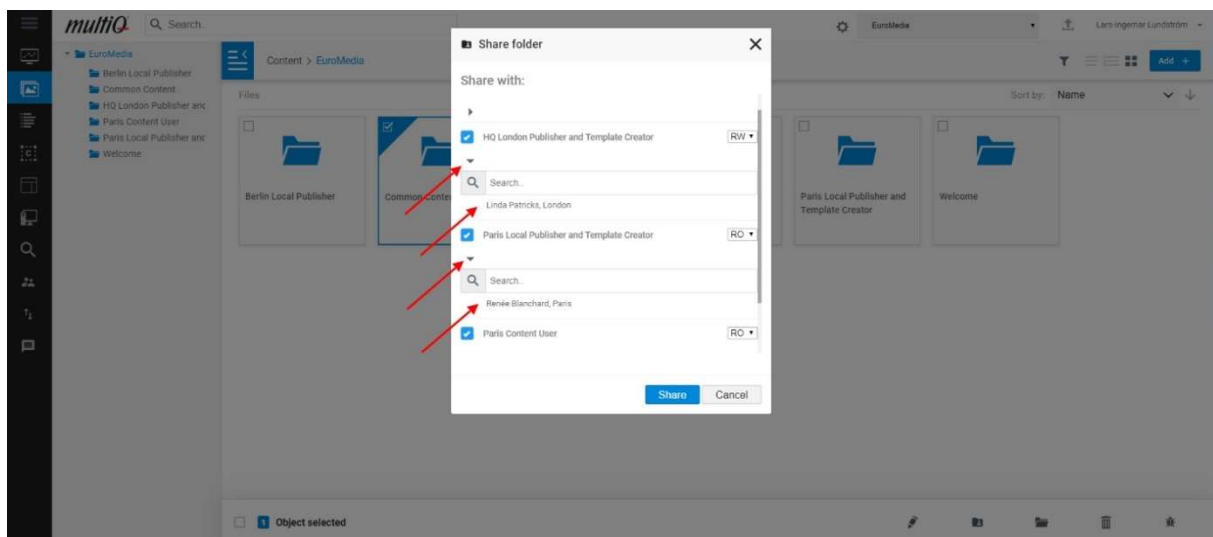 multiQ
Search..
EuroMedia
Lars-Ingemar Lundström
EuroMedia
Berlin Local Publisher
Common Content
HQ London Publisher and
Paris Content User
Paris Local Publisher and
Welcome
Content > EuroMedia
Add +
Files
Sort by: Name
Berlin Local Publisher
Common Conte
Paris Local Publisher and
Template Creator
Welcome
Share folder
Share with:
HQ London Publisher and Template Creator
RW
Search..
Linda Patricks, London
Paris Local Publisher and Template Creator
RO
Search..
Renée Blanchard, Paris
Paris Content User
RO
Share
Cancel
1 Object selected